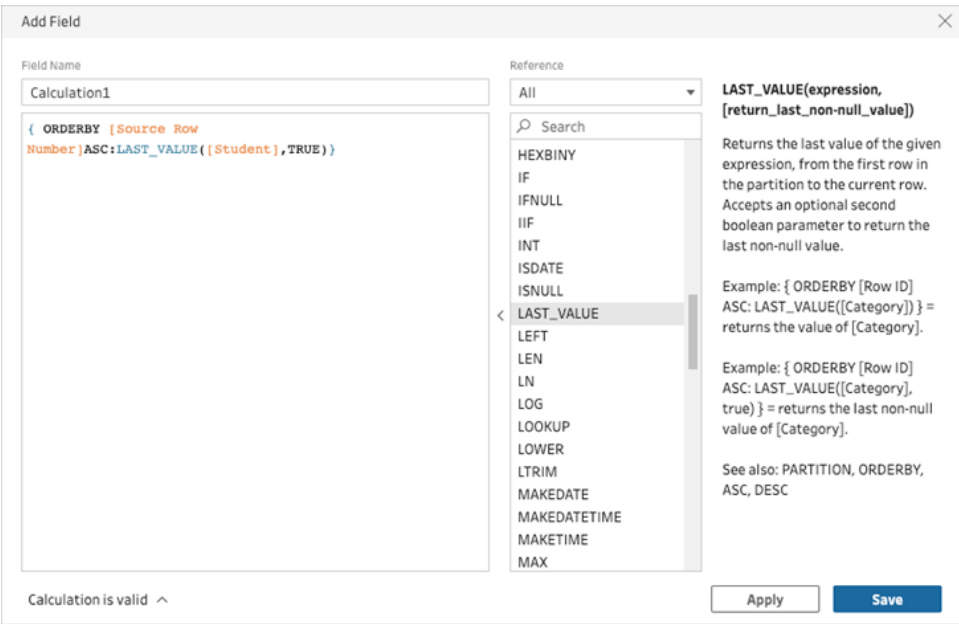 Add Field
Field Name
Calculation1
{ ORDERBY [Source Row
Number]ASC:LAST_VALUE([Student],TRUE)}
Reference
All
Search
HEXBINY
IF
IFNULL
IIF
INT
ISDATE
ISNULL
LAST_VALUE
LEFT
LEN
LN
LOG
LOOKUP
LOWER
LTRIM
MAKEDATE
MAKEDATETIME
MAKETIME
MAX
LAST_VALUE(expression,
[return_last_non-null_value])
Returns the last value of the given
expression, from the first row in
the partition to the current row.
Accepts an optional second
boolean parameter to return the
last non-null value.
Example: { ORDERBY [Row ID]
ASC: LAST_VALUE([Category]) } =
returns the value of [Category].
Example: { ORDERBY [Row ID]
ASC: LAST_VALUE([Category],
true) } = returns the last non-null
value of [Category].
See also: PARTITION, ORDERBY,
ASC, DESC
Calculation is valid
Apply
Save